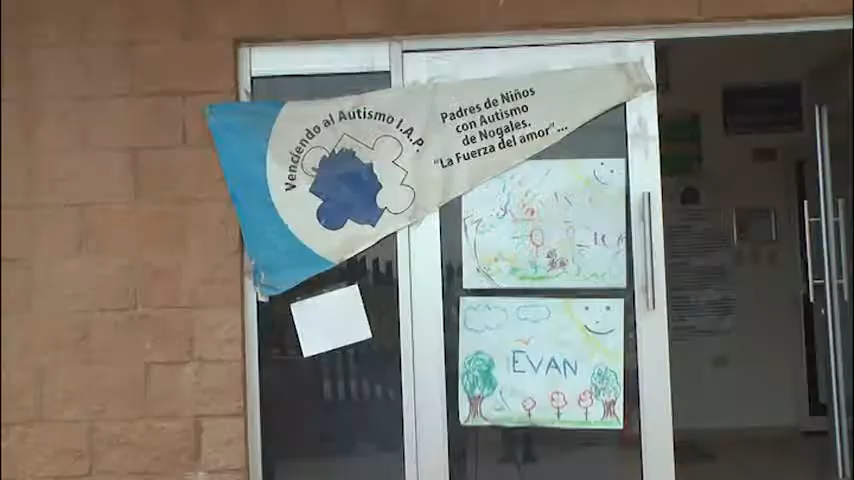 Venciendo al Autismo I.A.P.
Padres de Niños
con Autismo
de Nogales.
"La Fuerza del amor"...
EVAN